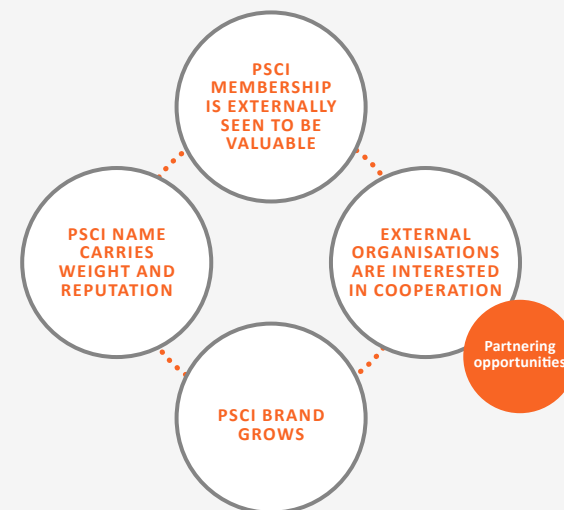 PSCI
MEMBERSHIP
IS EXTERNALLY
SEEN TO BE
VALUABLE
PSCI NAME
CARRIES
WEIGHT AND
REPUTATION
EXTERNAL
ORGANISATIONS
ARE INTERESTED
IN COOPERATION
Partnering
opportunities
PSCI BRAND
GROWS